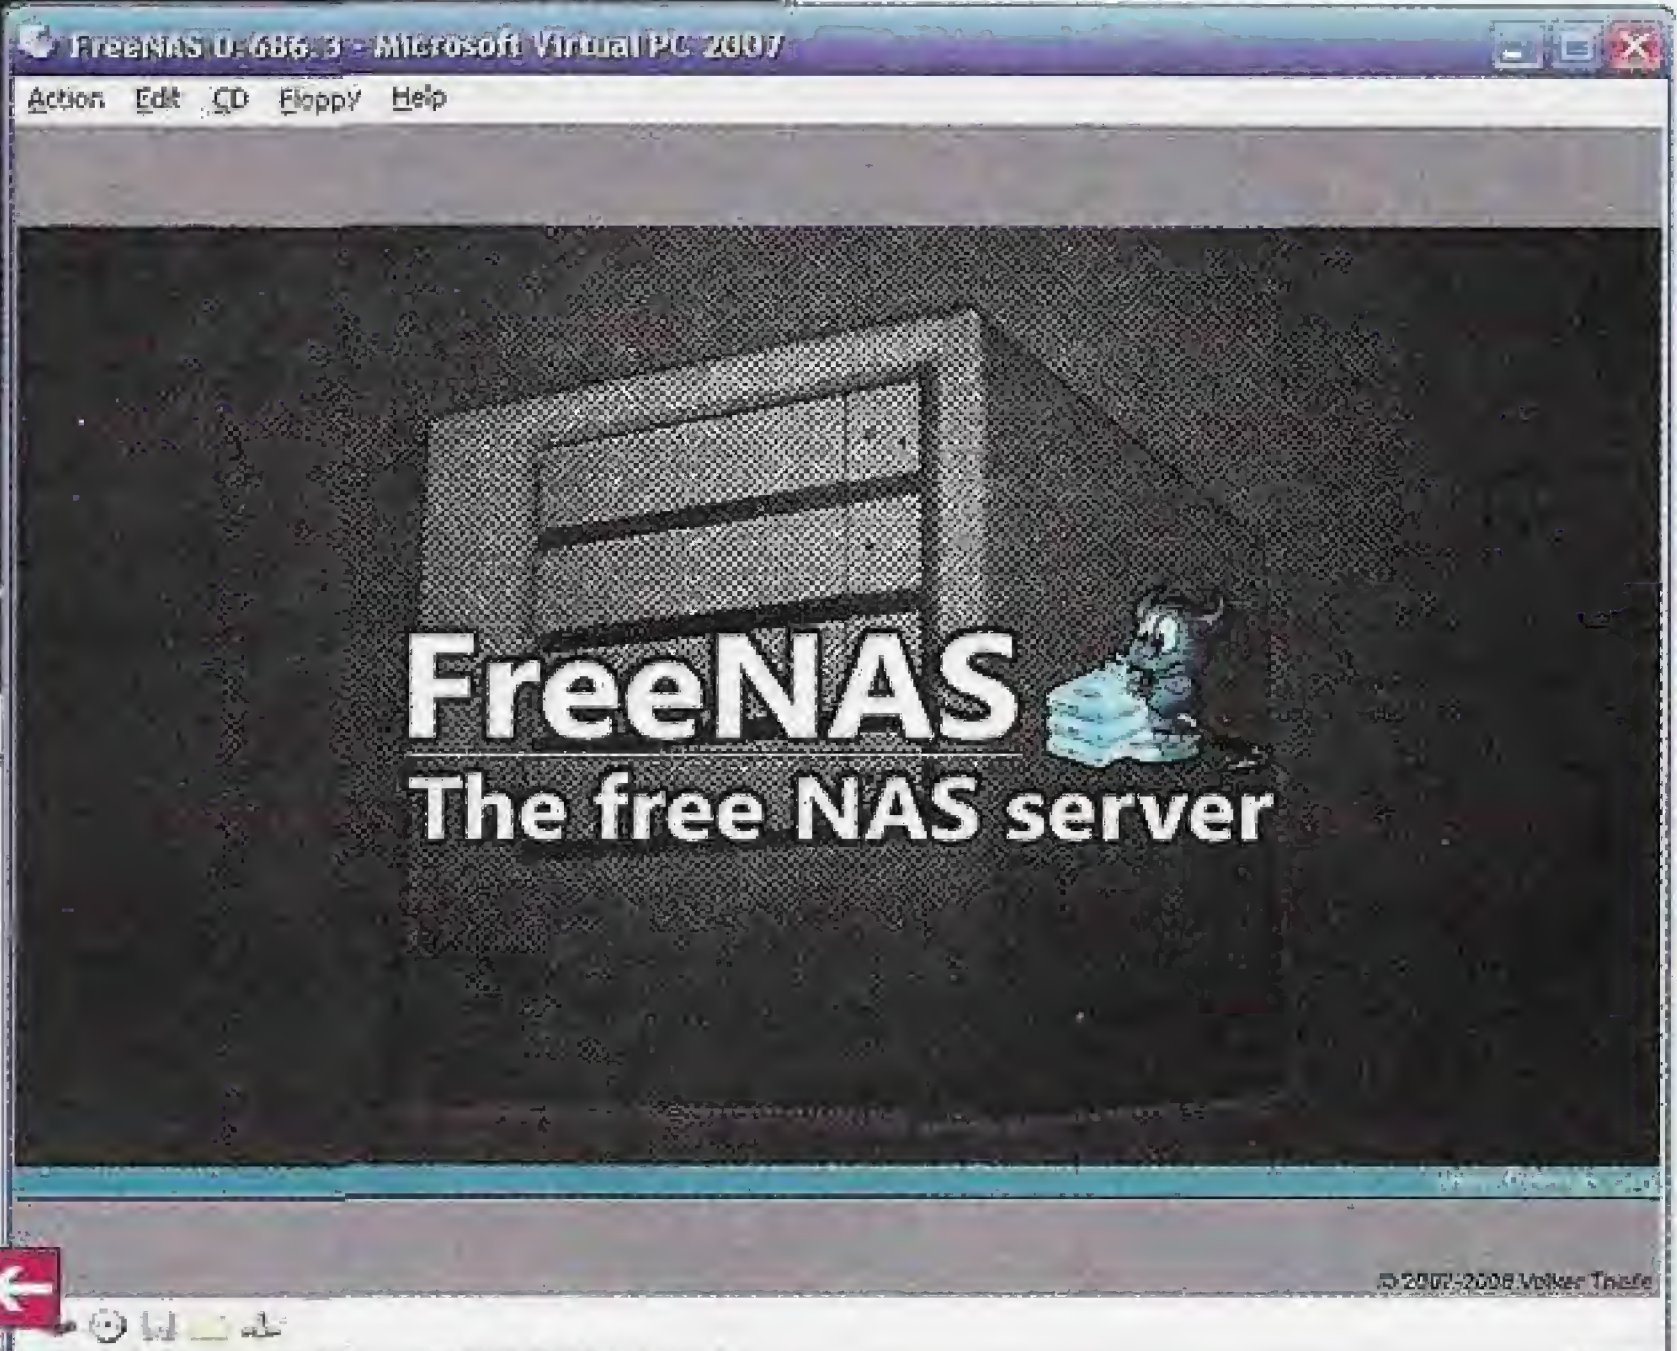 FreeNAS 0.686.3 - Microsoft Virtual PC 2007
Action Edit CD Floppy Help
FreeNAS
The free NAS server
© 2007-2008 Volker Theile